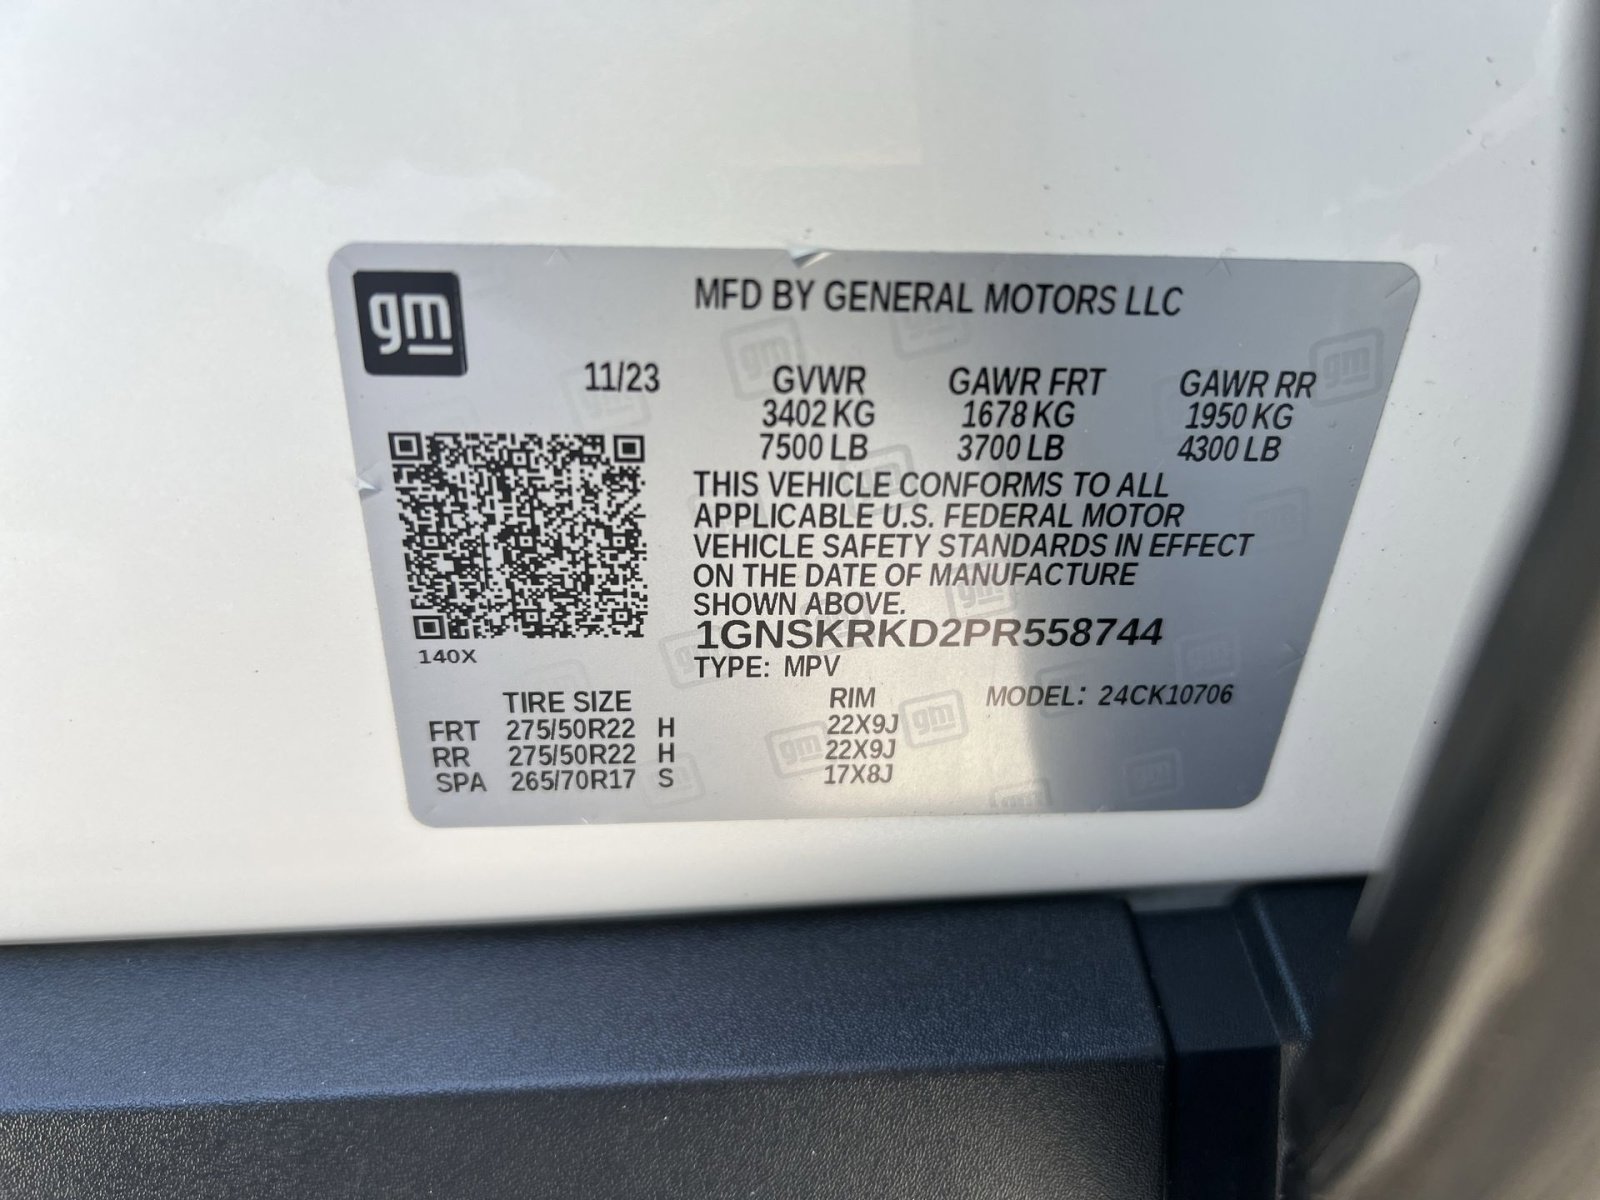 gm
MFD BY GENERAL MOTORS LLC
11/23 GVWR GAWR FRT GAWR RR
3402 KG 1678 KG 1950 KG
7500 LB 3700 LB 4300 LB
THIS VEHICLE CONFORMS TO ALL
APPLICABLE U.S. FEDERAL MOTOR
VEHICLE SAFETY STANDARDS IN EFFECT
ON THE DATE OF MANUFACTURE
SHOWN ABOVE.
1GNSKRKD2PR558744
140X
TYPE: MPV
TIRE SIZE RIM MODEL: 24CK10706
FRT 275/50R22 H 22X9J
RR 275/50R22 H 22X9J
SPA 265/70R17 S 17X8J